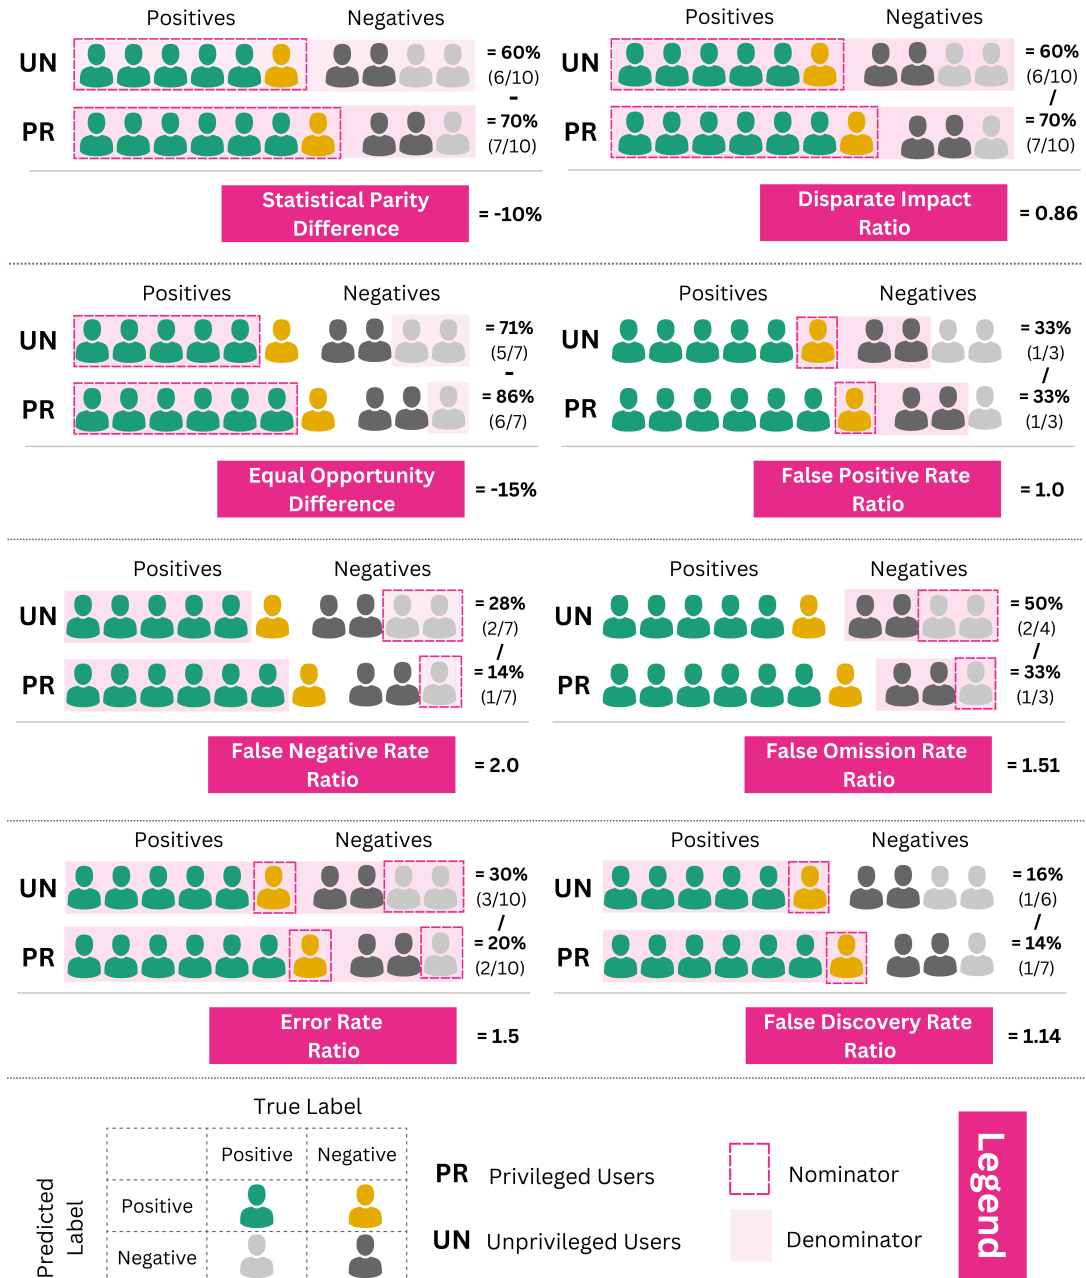 Positives Negatives
UN = 60%
(6/10)
-
PR = 70%
(7/10)
Statistical Parity
Difference
= -10%
Positives Negatives
UN = 60%
(6/10)
/
PR = 70%
(7/10)
Disparate Impact
Ratio
= 0.86
Positives Negatives
UN = 71%
(5/7)
-
PR = 86%
(6/7)
Equal Opportunity
Difference
= -15%
Positives Negatives
UN = 33%
(1/3)
/
PR = 33%
(1/3)
False Positive Rate
Ratio
= 1.0
Positives Negatives
UN = 28%
(2/7)
/
PR = 14%
(1/7)
False Negative Rate
Ratio
= 2.0
Positives Negatives
UN = 50%
(2/4)
/
PR = 33%
(1/3)
False Omission Rate
Ratio
= 1.51
Positives Negatives
UN = 30%
(3/10)
/
PR = 20%
(2/10)
Error Rate
Ratio
= 1.5
Positives Negatives
UN = 16%
(1/6)
/
PR = 14%
(1/7)
False Discovery Rate
Ratio
= 1.14
True Label
Positive Negative
Predicted
Label
Positive
Negative
PR Privileged Users
UN Unprivileged Users
Nominator
Denominator
Legend